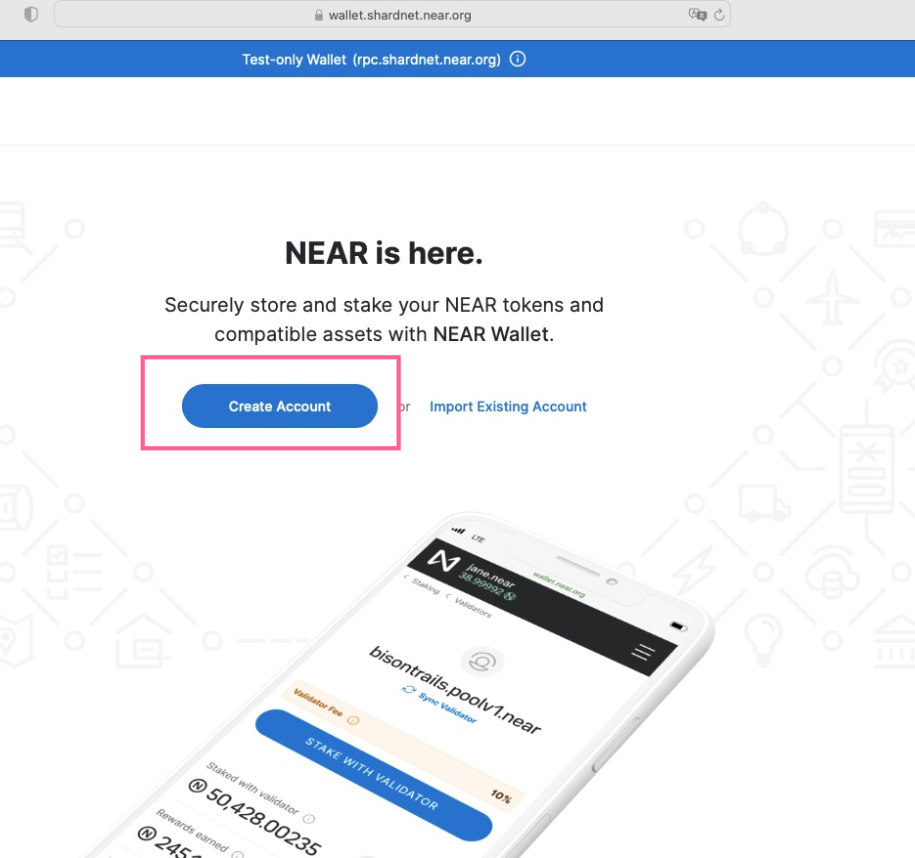 wallet.shardnet.near.org
Test-only Wallet (rpc.shardnet.near.org)
NEAR is here.
Securely store and stake your NEAR tokens and
compatible assets with NEAR Wallet.
Create Account or Import Existing Account
LTE
wallet.near.org
jane.near
38.99992
Staking Validators
bisontrails.poolv1.near
Sync Validator
Validator Fee
10%
STAKE WITH VALIDATOR
Staked with validator
50,428.00235
Rewards earned